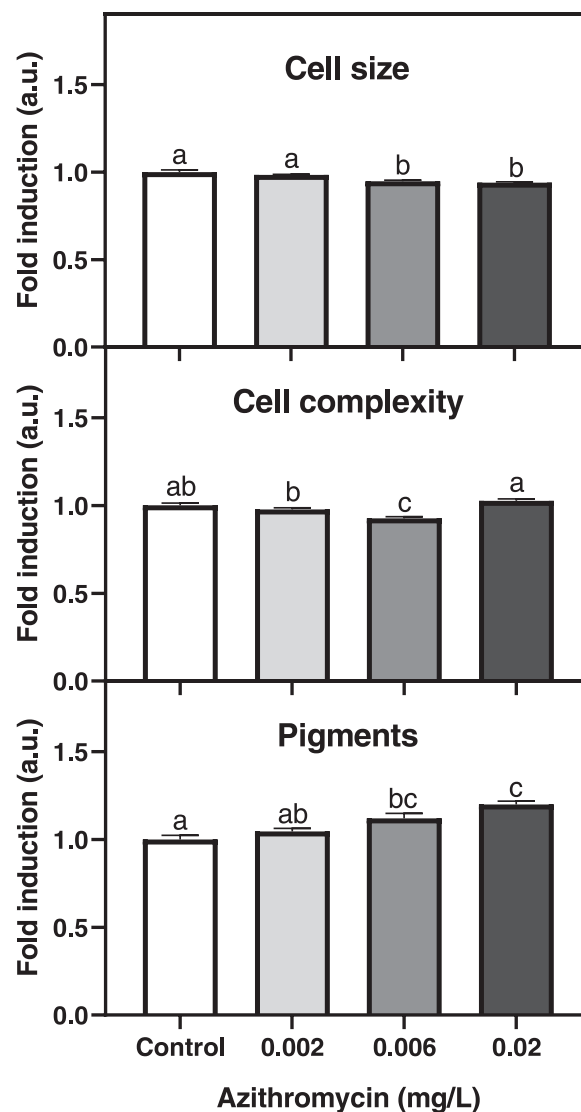 Cell size
Fold induction (a.u.)
1.5
1.0
0.5
0.0
a a b b
Cell complexity
Fold induction (a.u.)
1.5
1.0
0.5
0.0
ab b c a
Pigments
Fold induction (a.u.)
1.5
1.0
0.5
0.0
a ab bc c
Control 0.002 0.006 0.02
Azithromycin (mg/L)